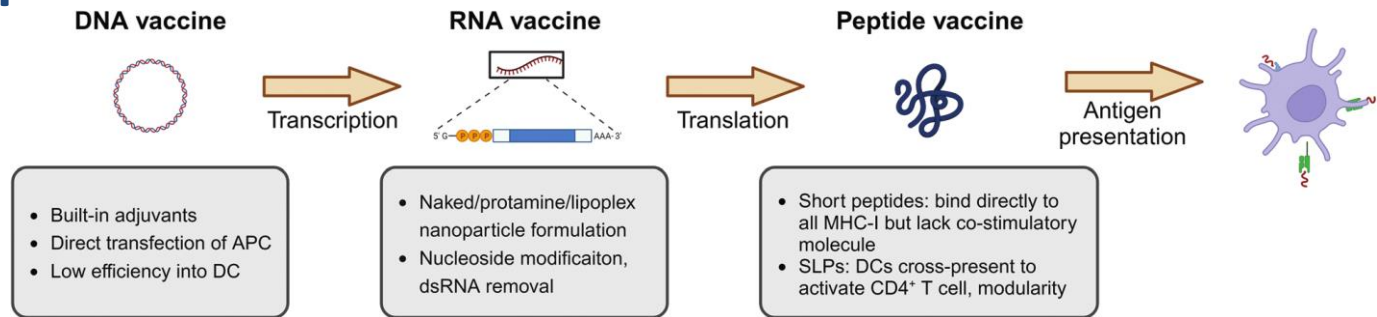 DNA vaccine
RNA vaccine
Peptide vaccine
Transcription
5' G
P P P
AAA-3'
Translation
Antigen
presentation
• Built-in adjuvants
• Direct transfection of APC
• Low efficiency into DC
• Naked/protamine/lipoplex
nanoparticle formulation
• Nucleoside modificaiton,
dsRNA removal
• Short peptides: bind directly to
all MHC-I but lack co-stimulatory
molecule
• SLPs: DCs cross-present to
activate CD4⁺ T cell, modularity